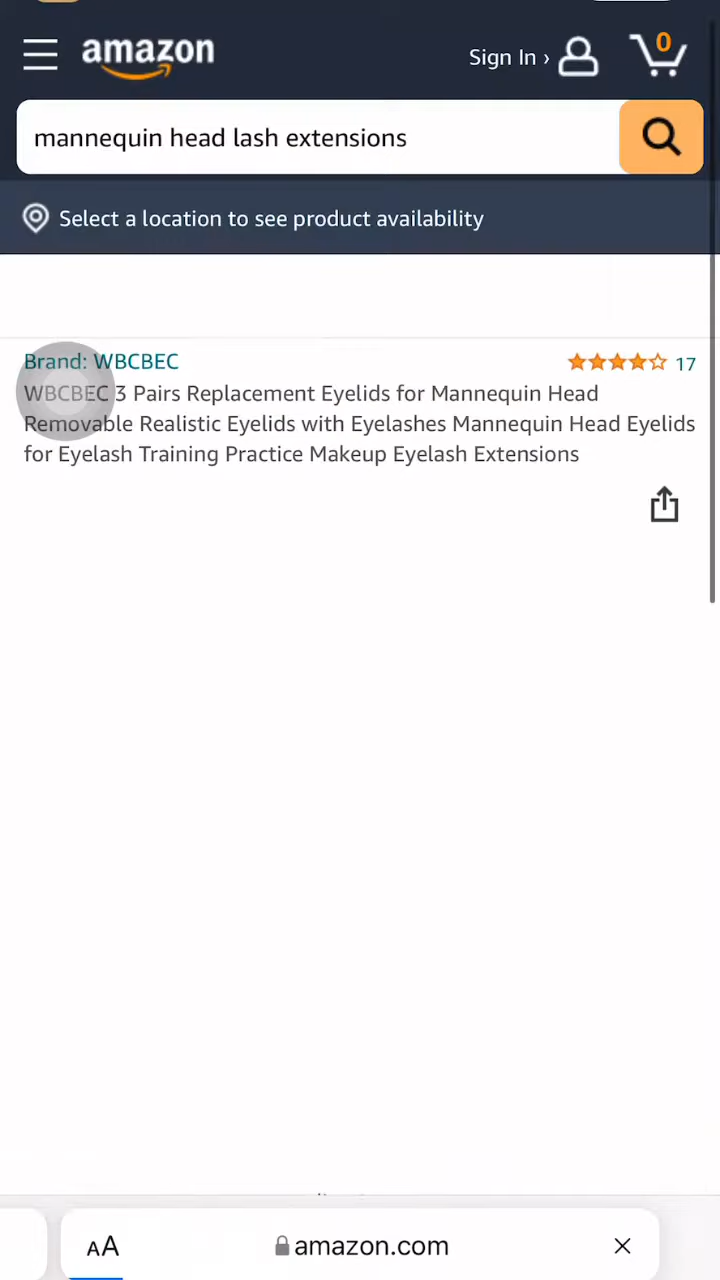 amazon
Sign In ›
0
mannequin head lash extensions
Select a location to see product availability
Brand: WBCBEC
17
WBCBEC 3 Pairs Replacement Eyelids for Mannequin Head
Removable Realistic Eyelids with Eyelashes Mannequin Head Eyelids
for Eyelash Training Practice Makeup Eyelash Extensions
AA
amazon.com